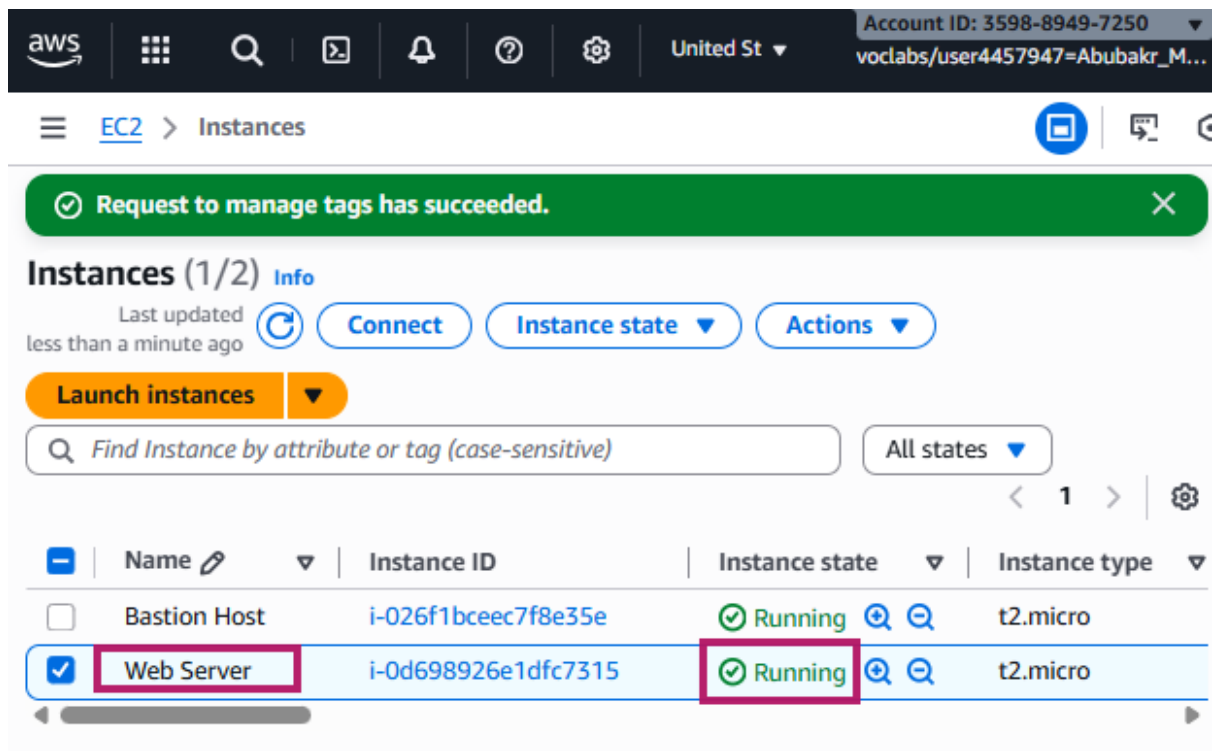 aws United St Account ID: 3598-8949-7250
voclabs/user4457947=Abubakr_M...
EC2 > Instances
Request to manage tags has succeeded.
Instances (1/2) Info
Last updated
less than a minute ago
Connect Instance state Actions
Launch instances
Find Instance by attribute or tag (case-sensitive) All states
1
Name Instance ID Instance state Instance type
Bastion Host i-026f1bceec7f8e35e Running t2.micro
Web Server i-0d698926e1dfc7315 Running t2.micro